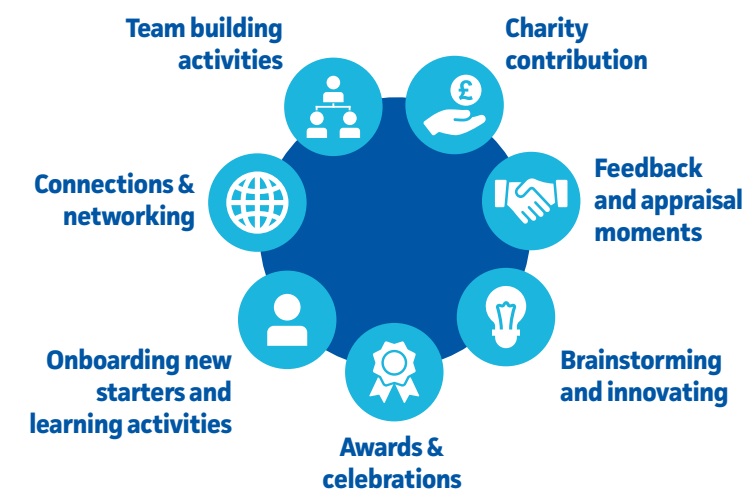 Team building
activities
Charity
contribution
£
Connections &
networking
Feedback
and appraisal
moments
Onboarding new
starters and
learning activities
Brainstorming
and innovating
Awards &
celebrations